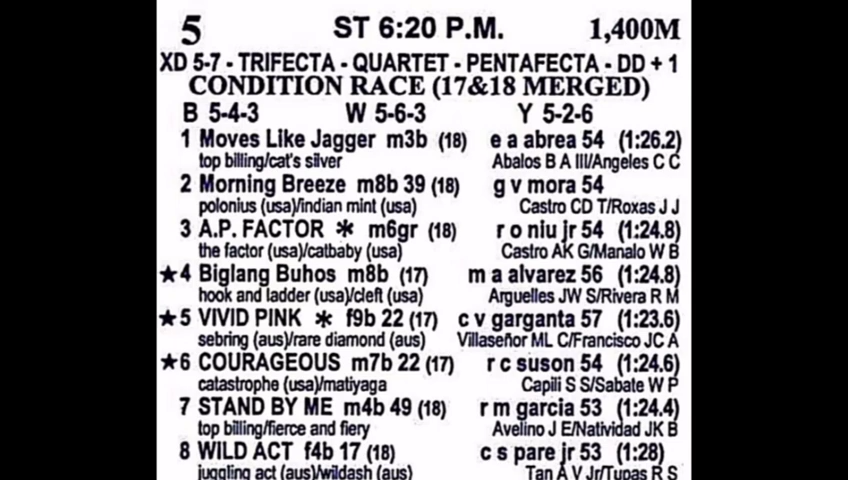 5 ST 6:20 P.M. 1,400M
XD 5-7 - TRIFECTA - QUARTET - PENTAFECTA - DD + 1
CONDITION RACE (17&18 MERGED)
B 5-4-3 W 5-6-3 Y 5-2-6
1 Moves Like Jagger m3b (18) e a abrea 54 (1:26.2)
top billing/cat's silver Abalos B A III/Angeles C C
2 Morning Breeze m8b 39 (18) g v mora 54
polonius (usa)/indian mint (usa) Castro CD T/Roxas J J
3 A.P. FACTOR * m6gr (18) r o niu jr 54 (1:24.8)
the factor (usa)/catbaby (usa) Castro AK G/Manalo W B
★4 Biglang Buhos m8b (17) m a alvarez 56 (1:24.8)
hook and ladder (usa)/cleft (usa) Arguelles JW S/Rivera R M
★5 VIVID PINK * f9b 22 (17) c v garganta 57 (1:23.6)
sebring (aus)/rare diamond (aus) Villaseñor ML C/Francisco JC A
★6 COURAGEOUS m7b 22 (17) r c suson 54 (1:24.6)
catastrophe (usa)/matiyaga Capili S S/Sabate W P
7 STAND BY ME m4b 49 (18) r m garcia 53 (1:24.4)
top billing/fierce and fiery Avelino J E/Natividad JK B
8 WILD ACT f4b 17 (18) c s pare jr 53 (1:28)
juggling act (aus)/wildash (aus) Tan A V Jr/Tupas R S